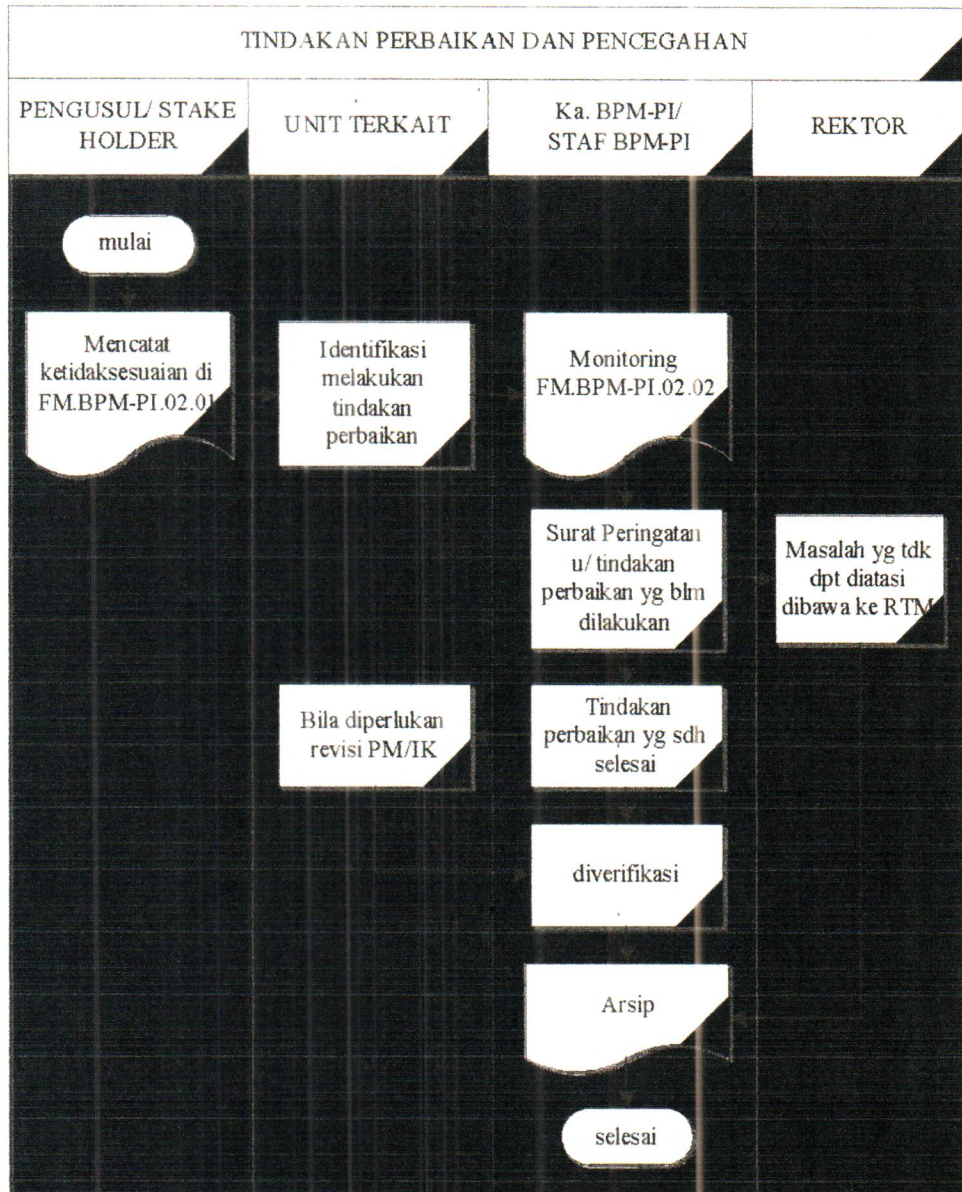 TINDAKAN PERBAIKAN DAN PENCEGAHAN
PENGUSUL/ STAKE
HOLDER
UNIT TERKAIT
Ka. BPM-PI/
STAF BPM-PI
REKTOR
mulai
Mencatat
ketidaksesuaian di
FM.BPM-PI.02.01
Identifikasi
melakukan
tindakan
perbaikan
Monitoring
FM.BPM-PI.02.02
Surat Peringatan
u/ tindakan
perbaikan yg blm
dilakukan
Masalah yg tdk
dpt diatasi
dibawa ke RTM
Bila diperlukan
revisi PM/IK
Tindakan
perbaikan yg sdh
selesai
diverifikasi
Arsip
selesai